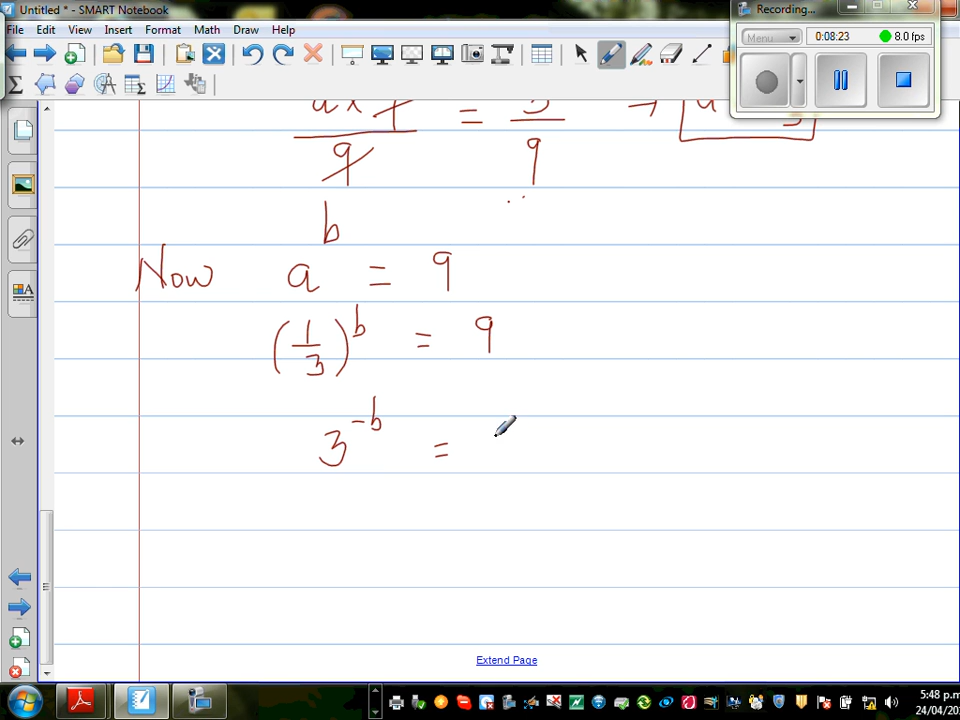 Untitled * - SMART Notebook
Recording...
File Edit View Insert Format Math Draw Help
Menu 0:08:23 8.0 fps
=
9 9
Now a^b = 9
(1/3)^b = 9
3^-b =
Extend Page
5:48 p.m
24/04/20